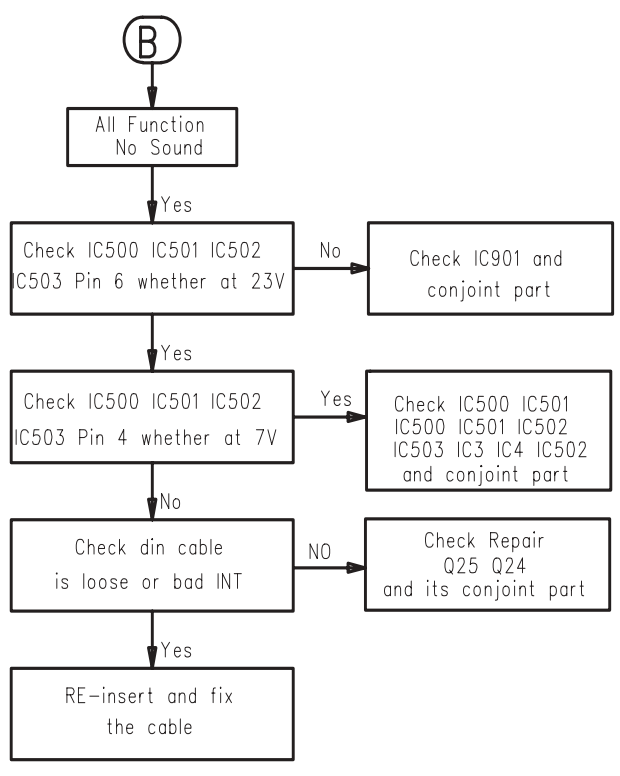 B
All Function
No Sound
Yes
Check IC500 IC501 IC502
IC503 Pin 6 whether at 23V
No
Check IC901 and
conjoint part
Yes
Check IC500 IC501 IC502
IC503 Pin 4 whether at 7V
Yes
Check IC500 IC501
IC500 IC501 IC502
IC503 IC3 IC4 IC502
and conjoint part
No
Check din cable
is loose or bad INT
NO
Check Repair
Q25 Q24
and its conjoint part
Yes
RE-insert and fix
the cable